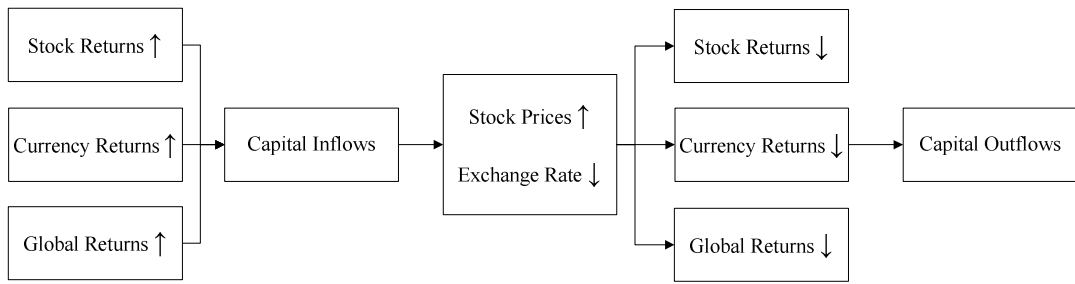 Stock Returns ↑
Currency Returns ↑
Global Returns ↑
Capital Inflows
Stock Prices ↑
Exchange Rate ↓
Stock Returns ↓
Currency Returns ↓
Global Returns ↓
Capital Outflows